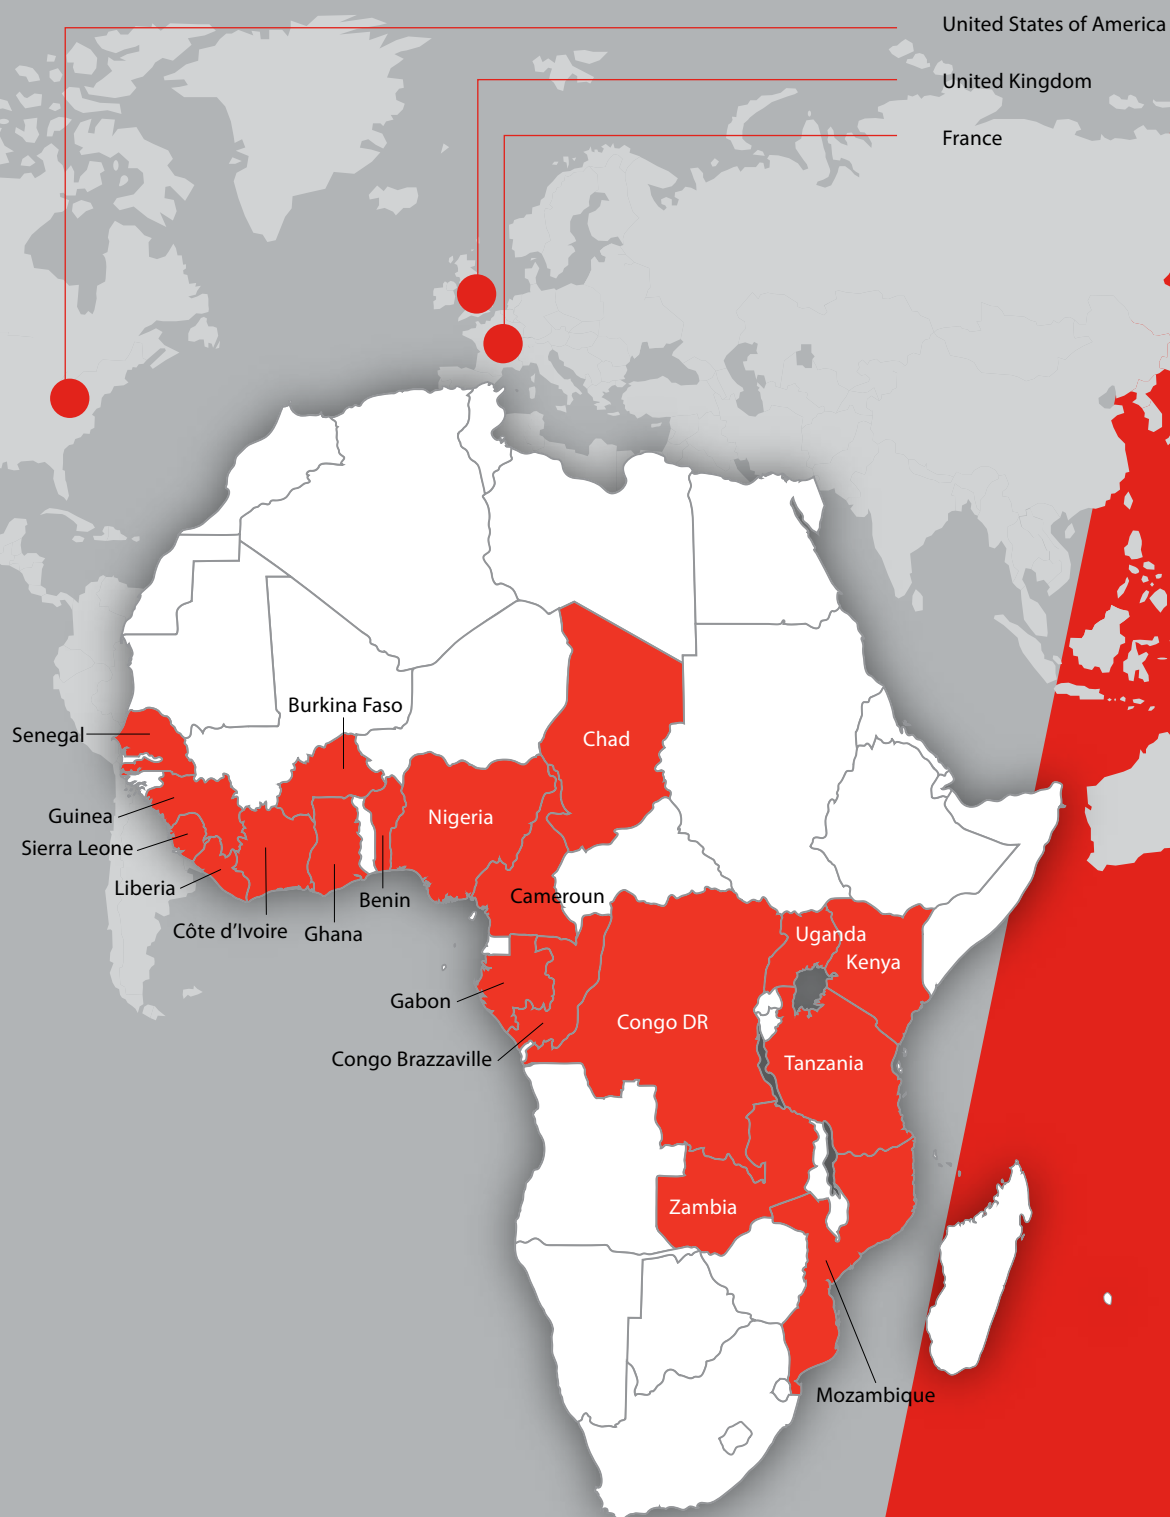 United States of America
United Kingdom
France
Burkina Faso
Senegal
Chad
Guinea
Nigeria
Sierra Leone
Liberia
Benin
Cameroun
Côte d’Ivoire
Ghana
Uganda
Kenya
Gabon
Congo DR
Congo Brazzaville
Tanzania
Zambia
Mozambique